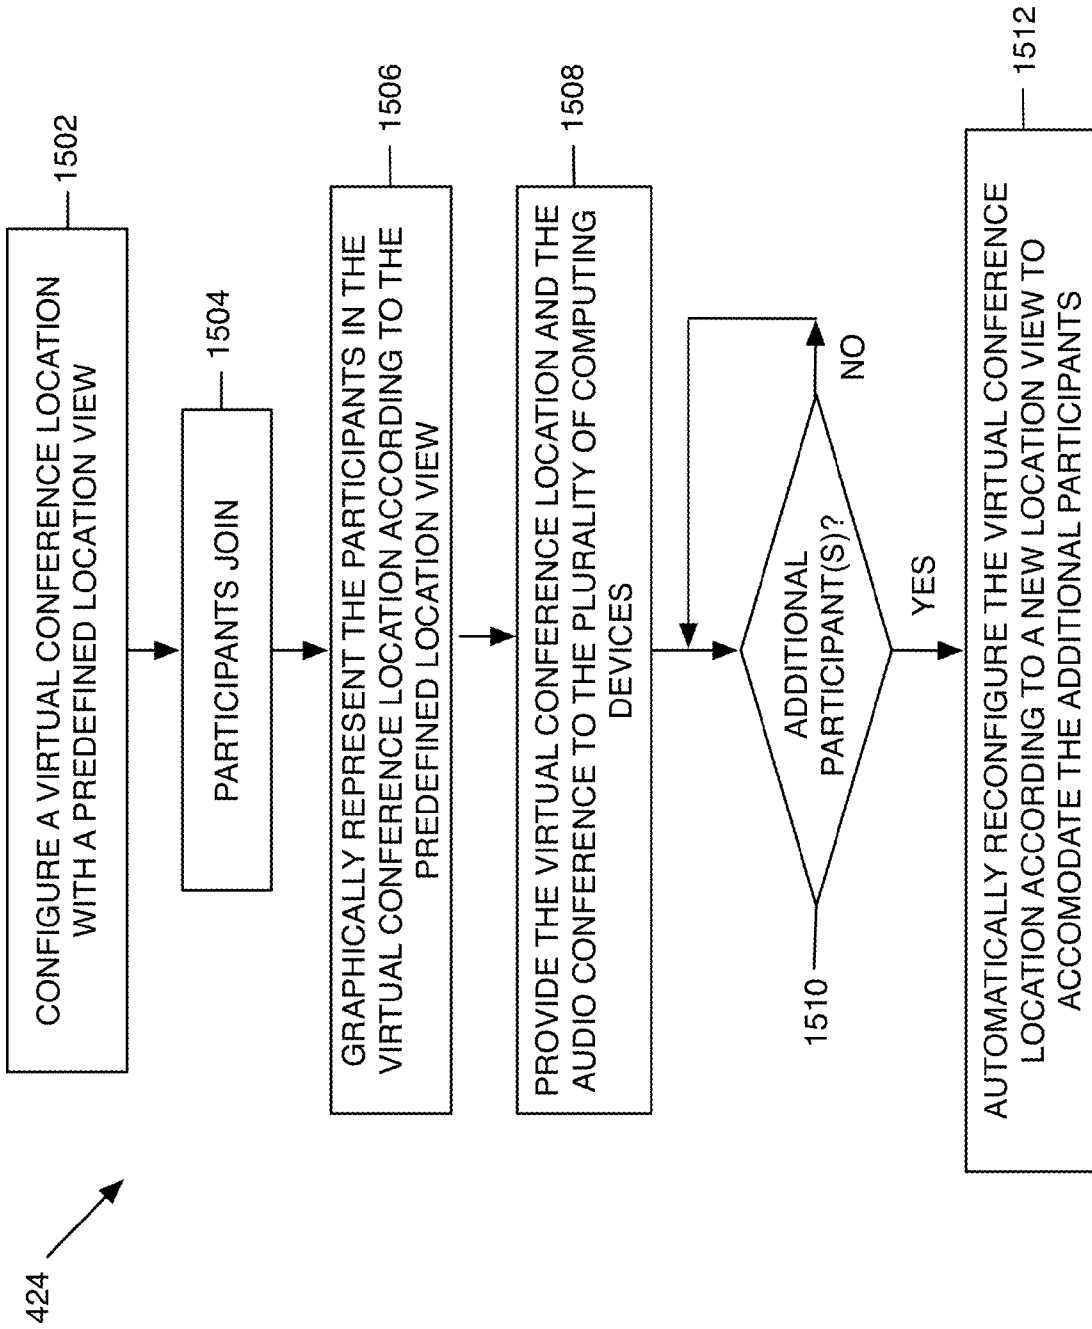 424
CONFIGURE A VIRTUAL CONFERENCE LOCATION
WITH A PREDEFINED LOCATION VIEW
1502
PARTICIPANTS JOIN
1504
GRAPHICALLY REPRESENT THE PARTICIPANTS IN THE
VIRTUAL CONFERENCE LOCATION ACCORDING TO THE
PREDEFINED LOCATION VIEW
1506
PROVIDE THE VIRTUAL CONFERENCE LOCATION AND THE
AUDIO CONFERENCE TO THE PLURALITY OF COMPUTING
DEVICES
1508
ADDITIONAL
PARTICIPANT(S)?
1510
NO
YES
AUTOMATICALLY RECONFIGURE THE VIRTUAL CONFERENCE
LOCATION ACCORDING TO A NEW LOCATION VIEW TO
ACCOMODATE THE ADDITIONAL PARTICIPANTS
1512